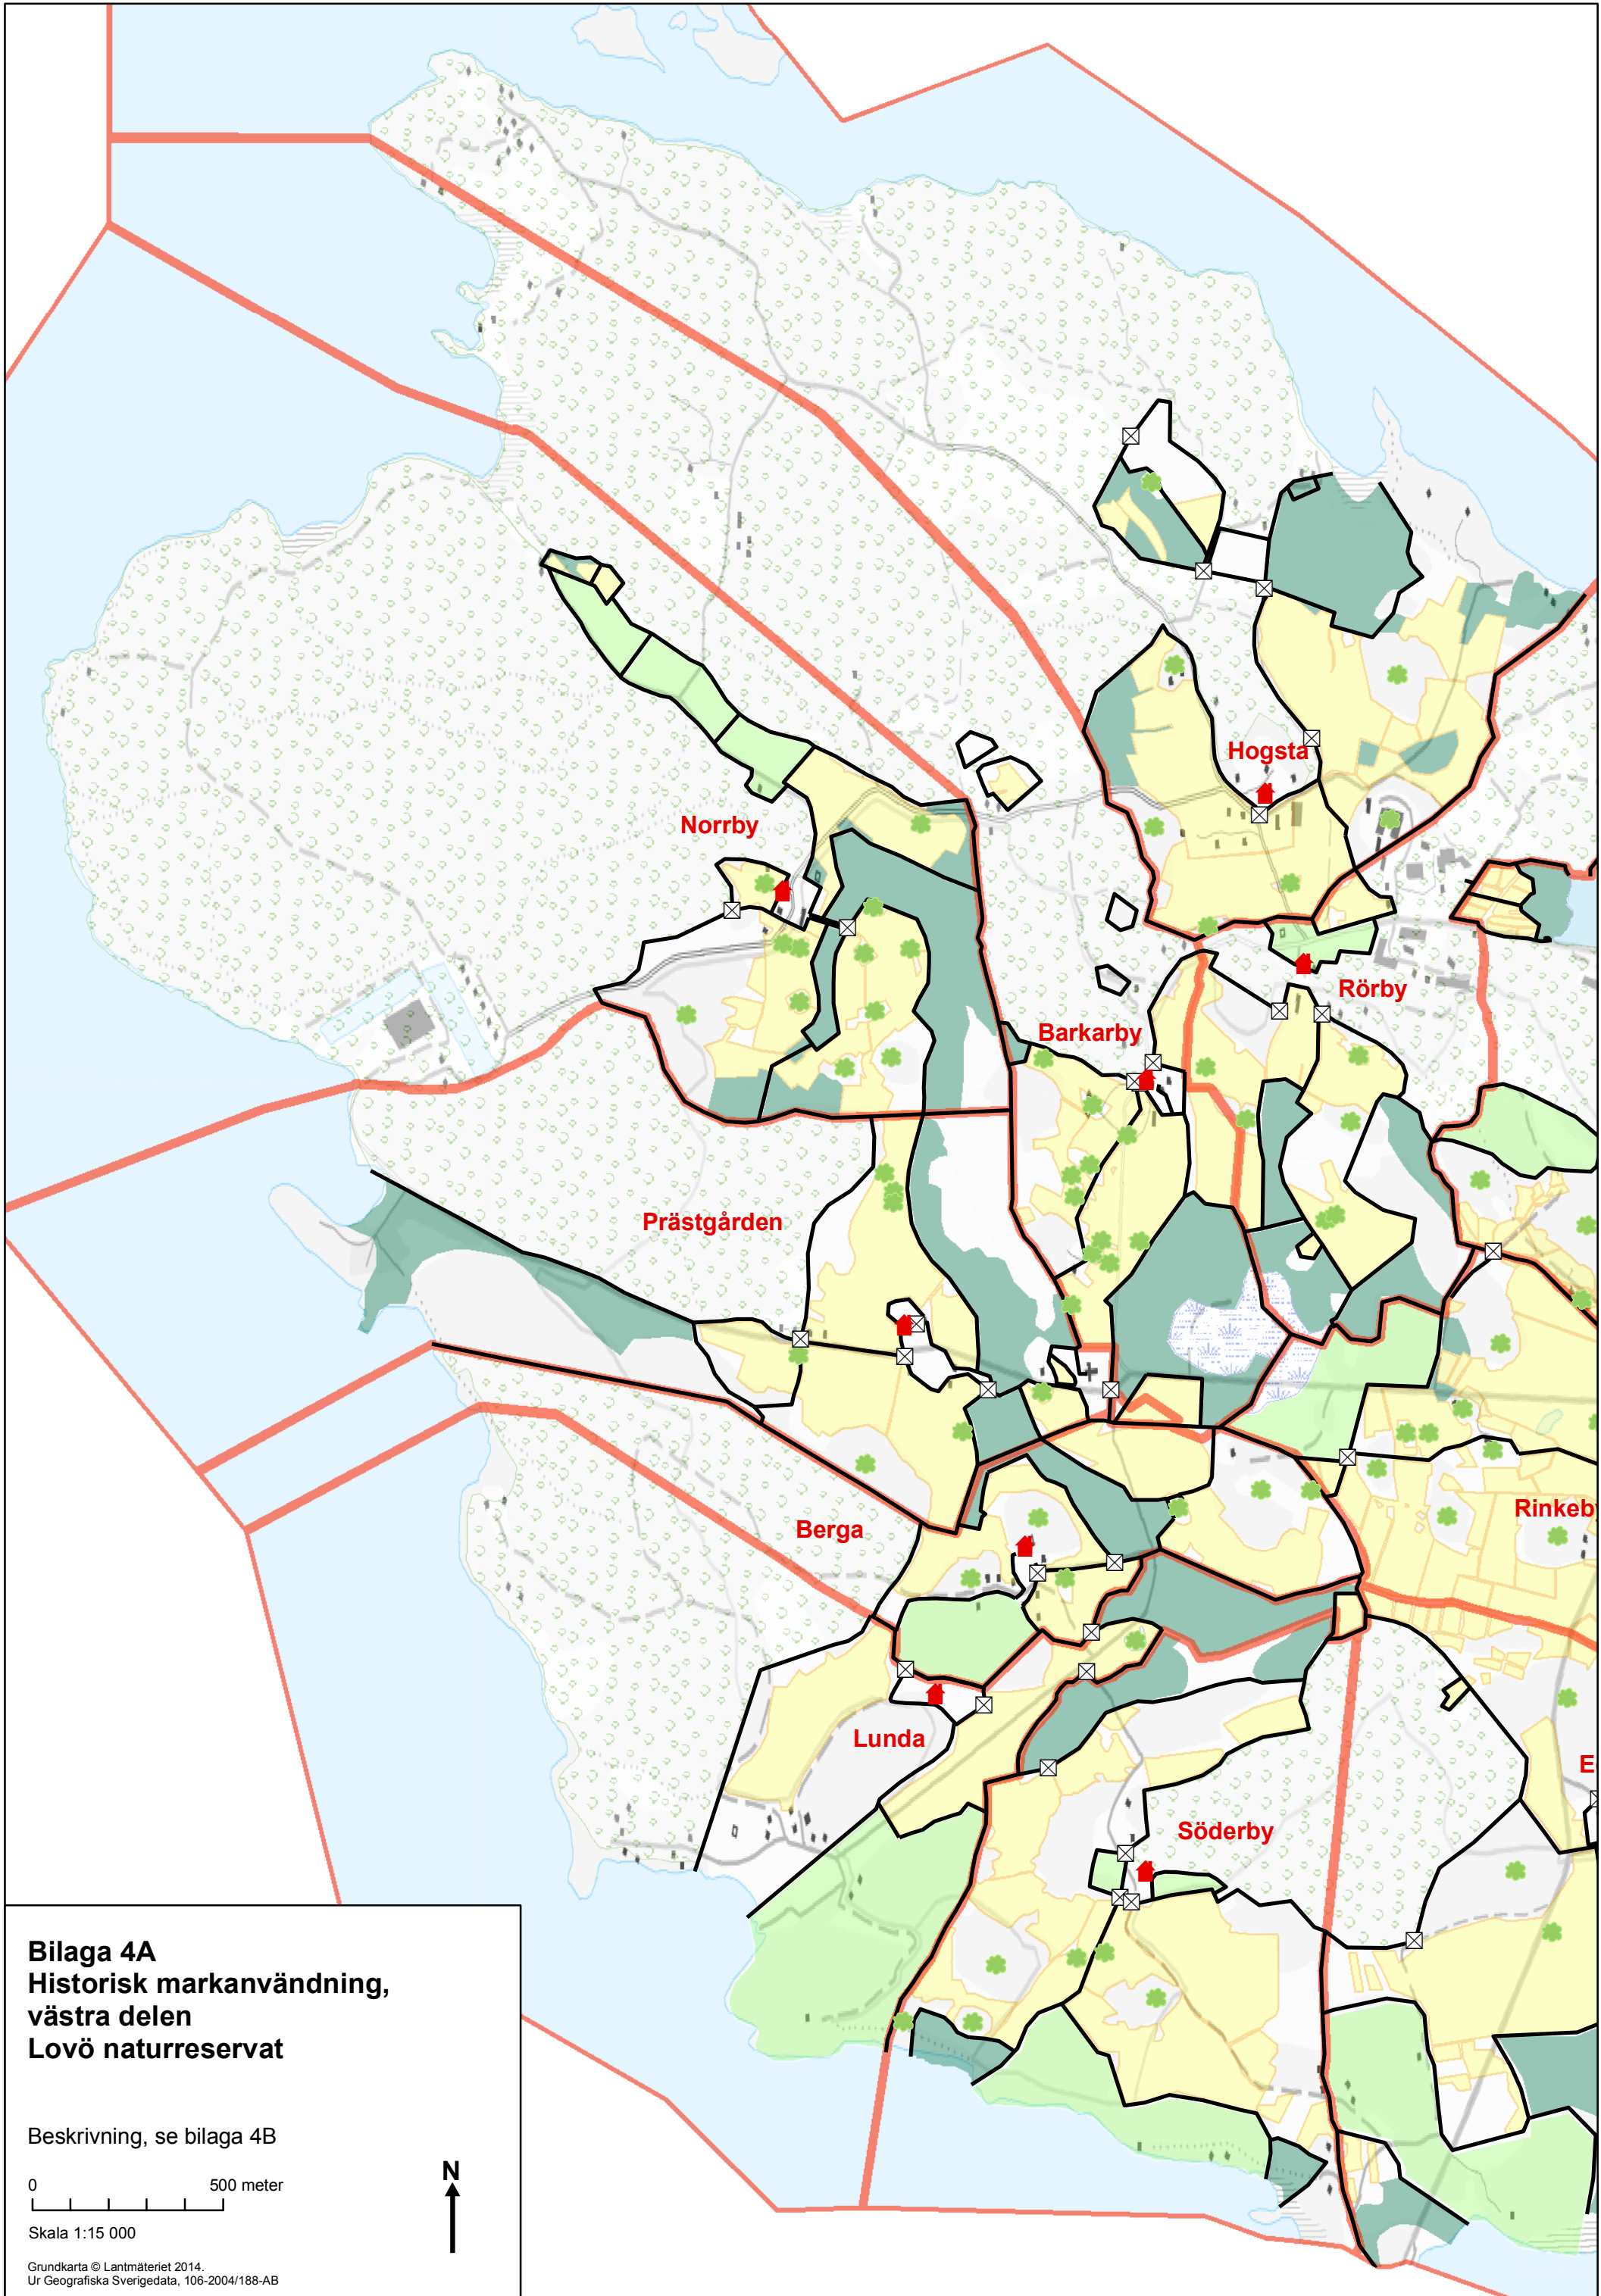 Hogsta
Norrby
Rörby
Barkarby
Prästgården
Rinkeby
Berga
Lunda
E
Söderby
Bilaga 4A
Historisk markanvändning,
västra delen
Lovö naturreservat
Beskrivning, se bilaga 4B
0 500 meter
N
Skala 1:15 000
Grundkarta © Lantmäteriet 2014.
Ur Geografiska Sverigedata, 106-2004/188-AB